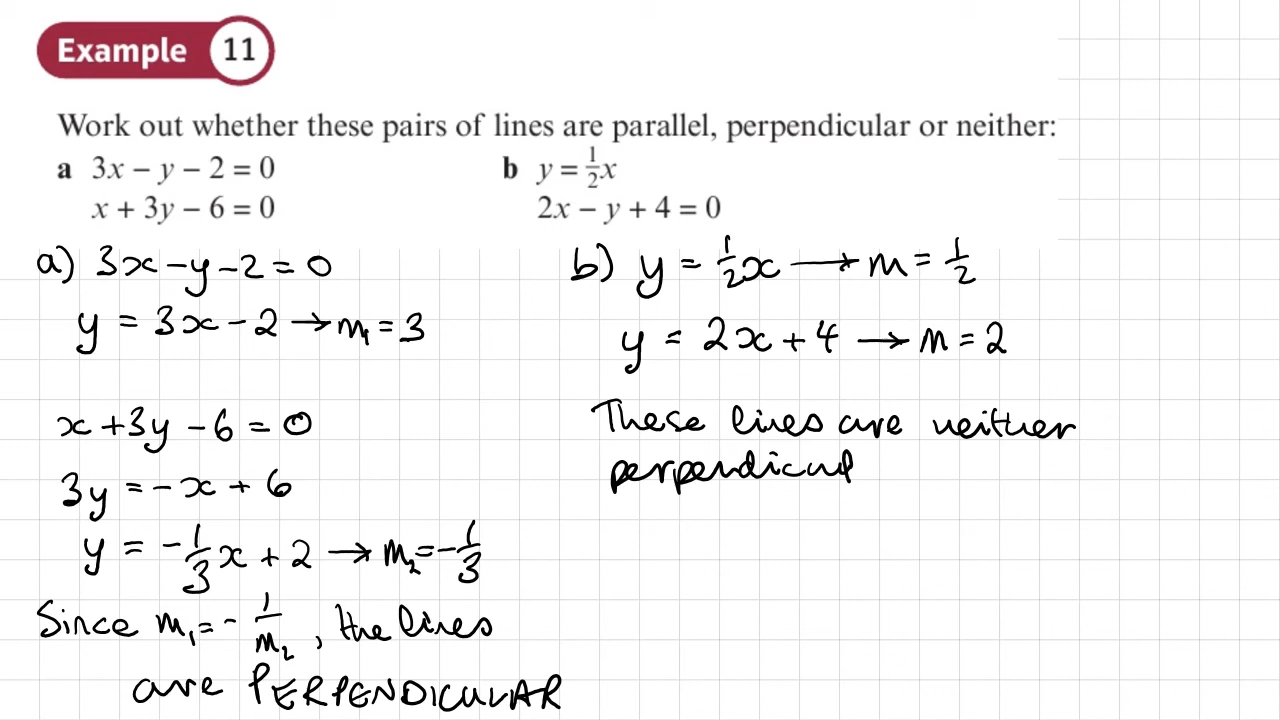 Example 11
Work out whether these pairs of lines are parallel, perpendicular or neither:
a 3x − y − 2 = 0
x + 3y − 6 = 0
b y = ½x
2x − y + 4 = 0
a) 3x − y − 2 = 0
y = 3x − 2 → m₁ = 3
x + 3y − 6 = 0
3y = −x + 6
y = −1/3 x + 2 → m₂ = −1/3
Since m₁ = − 1/m₂ , the lines
are PERPENDICULAR
b) y = ½x → m = ½
y = 2x + 4 → m = 2
These lines are neither
perpendicul